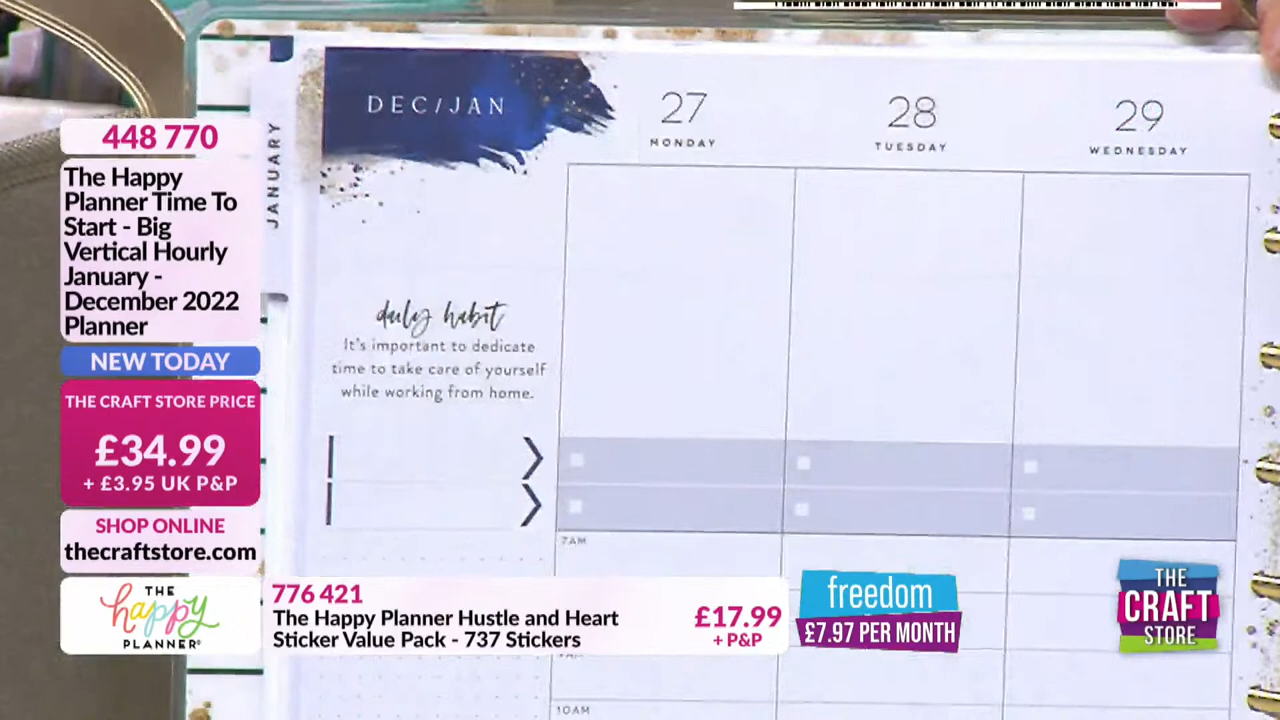 448 770
The Happy
Planner Time To
Start - Big
Vertical Hourly
January -
December 2022
Planner
NEW TODAY
THE CRAFT STORE PRICE
£34.99
+ £3.95 UK P&P
SHOP ONLINE
thecraftstore.com
THE
happy
PLANNER®
776 421
The Happy Planner Hustle and Heart
Sticker Value Pack - 737 Stickers
£17.99
+ P&P
freedom
£7.97 PER MONTH
THE
CRAFT
STORE
JANUARY
DEC/JAN
27
MONDAY
28
TUESDAY
29
WEDNESDAY
daily habit
It's important to dedicate
time to take care of yourself
while working from home.
7AM
10AM